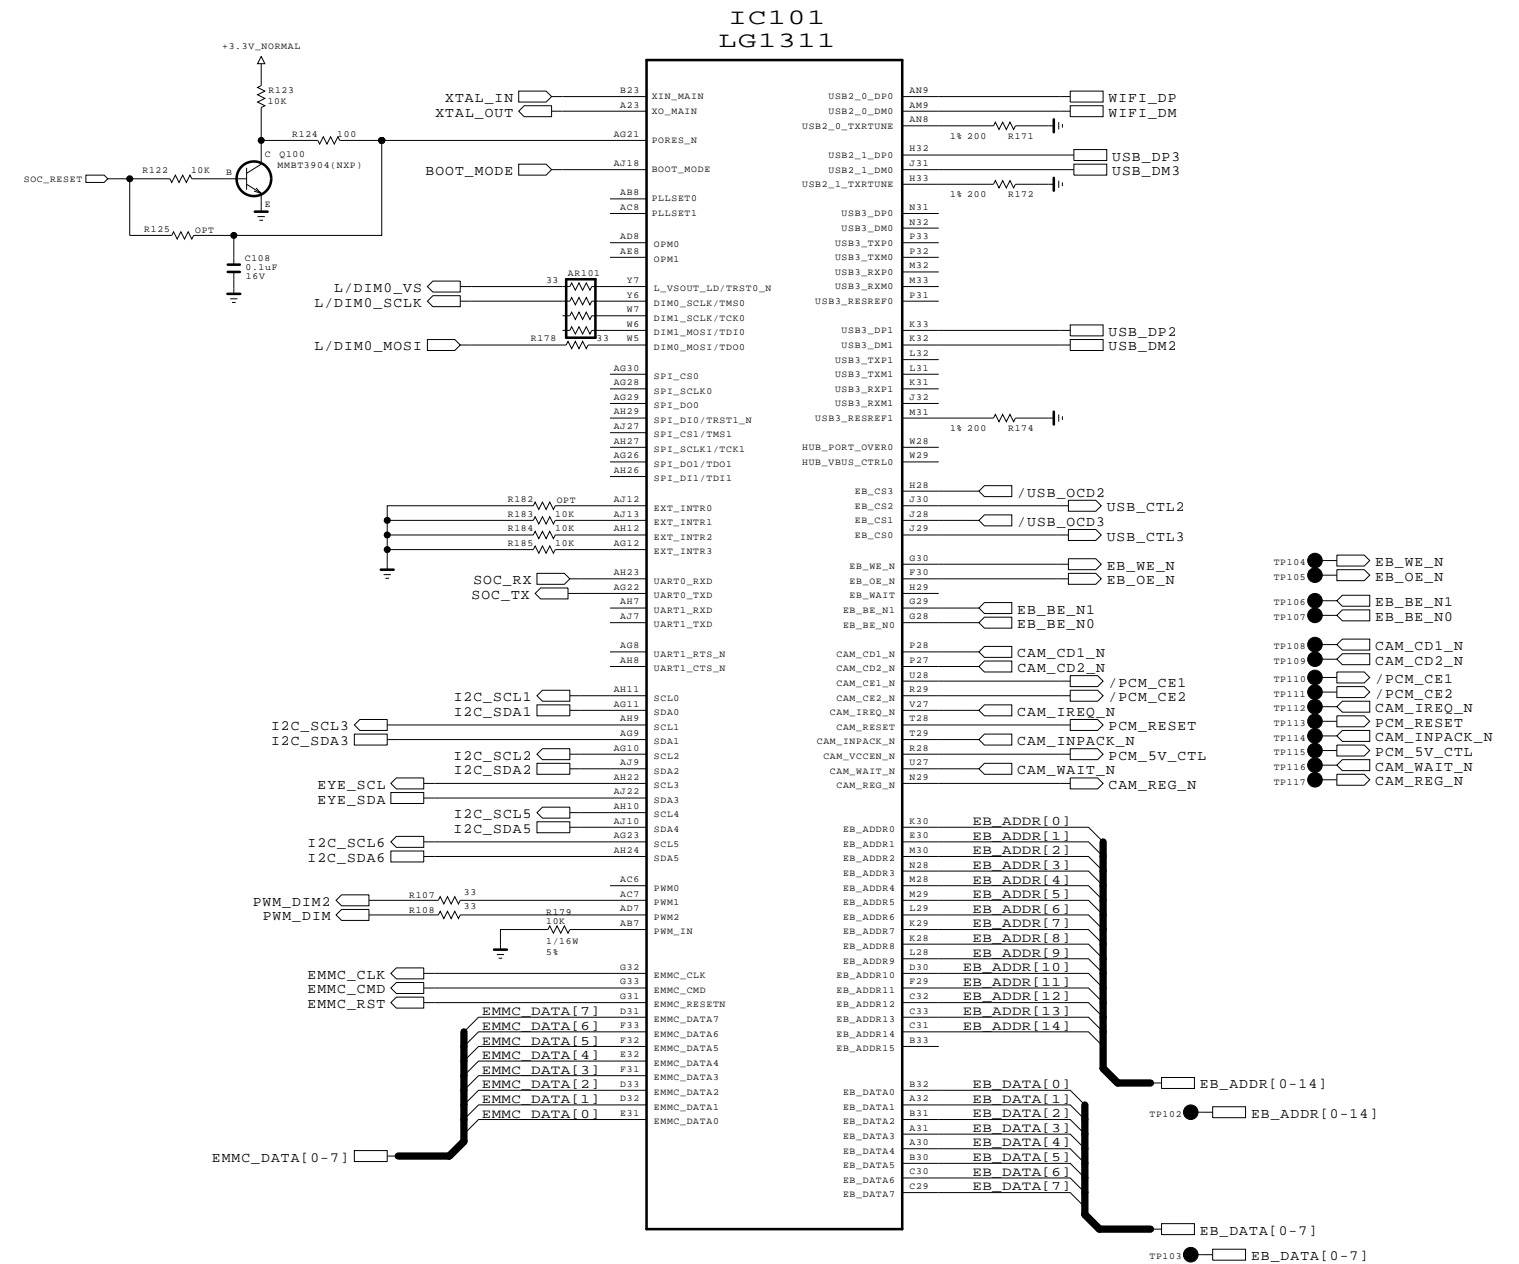 IC101
LG1311
+3.3V_NORMAL
R123
10K
R124 100
C Q100
MMBT3904(NXP)
B
E
SOC_RESET
R122 10K
R125 OPT
C108
0.1uF
16V
XTAL_IN B23 XIN_MAIN
XTAL_OUT A23 XO_MAIN
AG21 PORES_N
BOOT_MODE AJ18 BOOT_MODE
AB8 PLLSET0
AC8 PLLSET1
AD8 OPM0
AE8 OPM1
AR101
L/DIM0_VS 33 Y7 L_VSOUT_LD/TRST0_N
L/DIM0_SCLK Y6 DIM0_SCLK/TMS0
W7 DIM1_SCLK/TCK0
W6 DIM1_MOSI/TDI0
L/DIM0_MOSI R178 33 W5 DIM0_MOSI/TDO0
AG30 SPI_CS0
AG28 SPI_SCLK0
AG29 SPI_DO0
AH29 SPI_DI0/TRST1_N
AJ27 SPI_CS1/TMS1
AH27 SPI_SCLK1/TCK1
AG26 SPI_DO1/TDO1
AH26 SPI_DI1/TDI1
R182 OPT AJ12 EXT_INTR0
R183 10K AJ13 EXT_INTR1
R184 10K AH12 EXT_INTR2
R185 10K AG12 EXT_INTR3
SOC_RX AH23 UART0_RXD
SOC_TX AG22 UART0_TXD
AH7 UART1_RXD
AJ7 UART1_TXD
AG8 UART1_RTS_N
AH8 UART1_CTS_N
I2C_SCL1 AH11 SCL0
I2C_SDA1 AG11 SDA0
I2C_SCL3 AH9 SCL1
I2C_SDA3 AG9 SDA1
I2C_SCL2 AG10 SCL2
I2C_SDA2 AJ9 SDA2
EYE_SCL AH22 SCL3
EYE_SDA AJ22 SDA3
I2C_SCL5 AH10 SCL4
I2C_SDA5 AJ10 SDA4
I2C_SCL6 AG23 SCL5
I2C_SDA6 AH24 SDA5
AC6 PWM0
PWM_DIM2 R107 33 AC7 PWM1
PWM_DIM R108 33 AD7 PWM2
R179
10K
1/16W
5%
AB7 PWM_IN
EMMC_CLK G32 EMMC_CLK
EMMC_CMD G33 EMMC_CMD
EMMC_RST G31 EMMC_RESETN
EMMC_DATA[7] D31 EMMC_DATA7
EMMC_DATA[6] F33 EMMC_DATA6
EMMC_DATA[5] F32 EMMC_DATA5
EMMC_DATA[4] E32 EMMC_DATA4
EMMC_DATA[3] F31 EMMC_DATA3
EMMC_DATA[2] D33 EMMC_DATA2
EMMC_DATA[1] D32 EMMC_DATA1
EMMC_DATA[0] E31 EMMC_DATA0
EMMC_DATA[0-7]
USB2_0_DP0 AN9 WIFI_DP
USB2_0_DM0 AM9 WIFI_DM
USB2_0_TXRTUNE AN8 1% 200 R171
USB2_1_DP0 H32 USB_DP3
USB2_1_DM0 J31 USB_DM3
USB2_1_TXRTUNE H33 1% 200 R172
USB3_DP0 N31
USB3_DM0 N32
USB3_TXP0 P33
USB3_TXM0 P32
USB3_RXP0 M32
USB3_RXM0 M33
USB3_RESREF0 P31
USB3_DP1 K33 USB_DP2
USB3_DM1 K32 USB_DM2
USB3_TXP1 L32
USB3_TXM1 L31
USB3_RXP1 K31
USB3_RXM1 J32
USB3_RESREF1 M31 1% 200 R174
HUB_PORT_OVER0 W28
HUB_VBUS_CTRL0 W29
EB_CS3 H28 /USB_OCD2
EB_CS2 J30 USB_CTL2
EB_CS1 J28 /USB_OCD3
EB_CS0 J29 USB_CTL3
EB_WE_N G30 EB_WE_N
EB_OE_N F30 EB_OE_N
EB_WAIT H29
EB_BE_N1 G29 EB_BE_N1
EB_BE_N0 G28 EB_BE_N0
CAM_CD1_N P28 CAM_CD1_N
CAM_CD2_N P27 CAM_CD2_N
CAM_CE1_N U28 /PCM_CE1
CAM_CE2_N R29 /PCM_CE2
CAM_IREQ_N V27 CAM_IREQ_N
CAM_RESET T28 PCM_RESET
CAM_INPACK_N T29 CAM_INPACK_N
CAM_VCCEN_N R28 PCM_5V_CTL
CAM_WAIT_N U27 CAM_WAIT_N
CAM_REG_N N29 CAM_REG_N
EB_ADDR0 K30 EB_ADDR[0]
EB_ADDR1 E30 EB_ADDR[1]
EB_ADDR2 M30 EB_ADDR[2]
EB_ADDR3 N28 EB_ADDR[3]
EB_ADDR4 M28 EB_ADDR[4]
EB_ADDR5 M29 EB_ADDR[5]
EB_ADDR6 L29 EB_ADDR[6]
EB_ADDR7 K29 EB_ADDR[7]
EB_ADDR8 K28 EB_ADDR[8]
EB_ADDR9 L28 EB_ADDR[9]
EB_ADDR10 D30 EB_ADDR[10]
EB_ADDR11 F29 EB_ADDR[11]
EB_ADDR12 C32 EB_ADDR[12]
EB_ADDR13 C33 EB_ADDR[13]
EB_ADDR14 C31 EB_ADDR[14]
EB_ADDR15 B33
EB_ADDR[0-14]
TP102 EB_ADDR[0-14]
EB_DATA0 B32 EB_DATA[0]
EB_DATA1 A32 EB_DATA[1]
EB_DATA2 B31 EB_DATA[2]
EB_DATA3 A31 EB_DATA[3]
EB_DATA4 A30 EB_DATA[4]
EB_DATA5 B30 EB_DATA[5]
EB_DATA6 C30 EB_DATA[6]
EB_DATA7 C29 EB_DATA[7]
EB_DATA[0-7]
TP103 EB_DATA[0-7]
TP104 EB_WE_N
TP105 EB_OE_N
TP106 EB_BE_N1
TP107 EB_BE_N0
TP108 CAM_CD1_N
TP109 CAM_CD2_N
TP110 /PCM_CE1
TP111 /PCM_CE2
TP112 CAM_IREQ_N
TP113 PCM_RESET
TP114 CAM_INPACK_N
TP115 PCM_5V_CTL
TP116 CAM_WAIT_N
TP117 CAM_REG_N